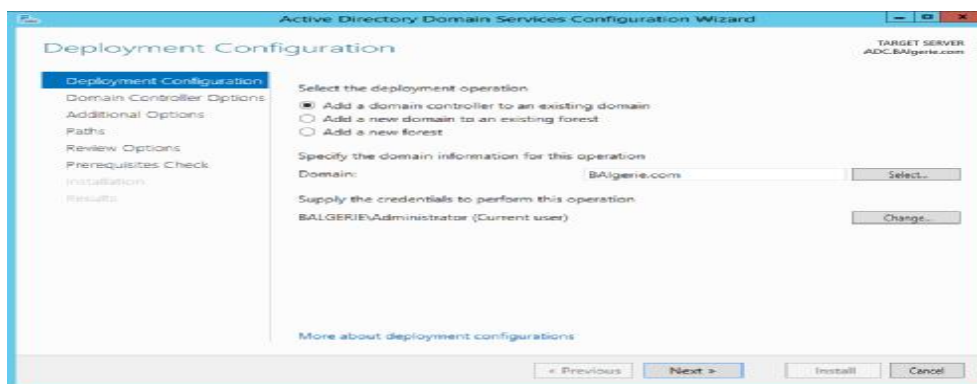 Active Directory Domain Services Configuration Wizard
Deployment Configuration
TARGET SERVER
ADC.BAlgerie.com
Deployment Configuration
Domain Controller Options
Additional Options
Paths
Review Options
Prerequisites Check
Installation
Results
Select the deployment operation
Add a domain controller to an existing domain
Add a new domain to an existing forest
Add a new forest
Specify the domain information for this operation
Domain:
BAlgerie.com
Select...
Supply the credentials to perform this operation
BALGERIE\Administrator (Current user)
Change...
More about deployment configurations
< Previous
Next >
Install
Cancel